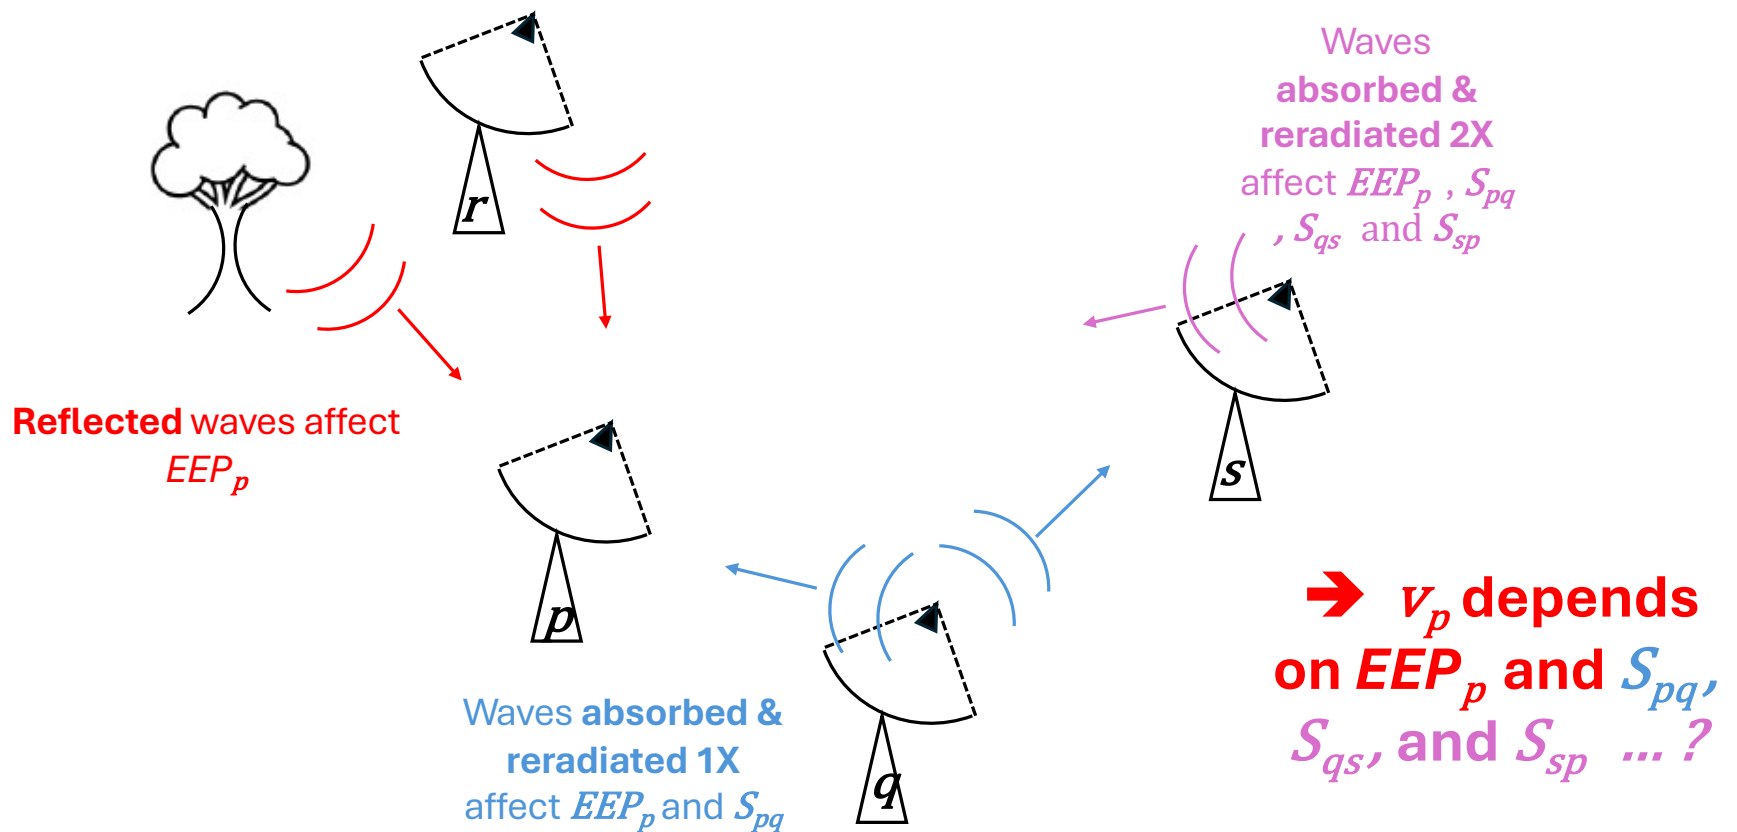 Waves
absorbed &
reradiated 2X
affect EEPp , Spq
, Sqs and Ssp
r
Reflected waves affect
EEPp
s
p
➔ vp depends
on EEPp and Spq,
Sqs, and Ssp ... ?
Waves absorbed &
reradiated 1X
affect EEPp and Spq
q